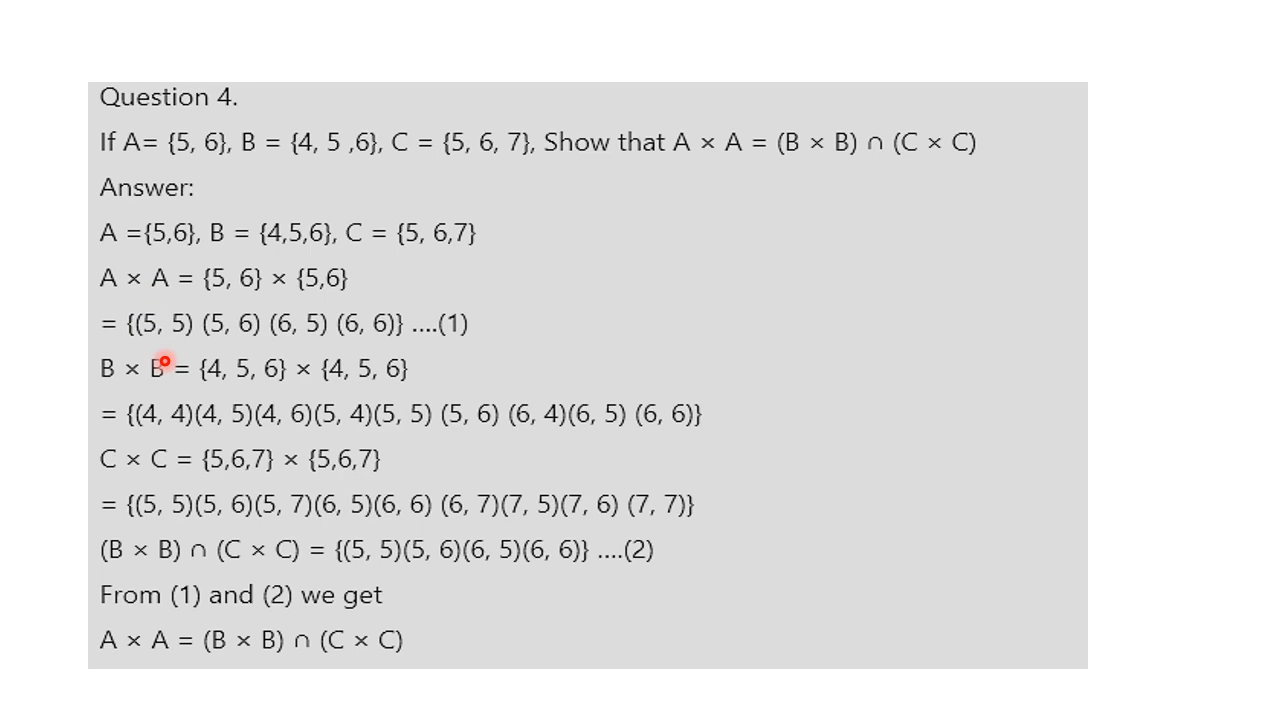 Question 4.
If A= {5, 6}, B = {4, 5 ,6}, C = {5, 6, 7}, Show that A × A = (B × B) ∩ (C × C)
Answer:
A ={5,6}, B = {4,5,6}, C = {5, 6,7}
A × A = {5, 6} × {5,6}
= {(5, 5) (5, 6) (6, 5) (6, 6)} ....(1)
B × B = {4, 5, 6} × {4, 5, 6}
= {(4, 4)(4, 5)(4, 6)(5, 4)(5, 5) (5, 6) (6, 4)(6, 5) (6, 6)}
C × C = {5,6,7} × {5,6,7}
= {(5, 5)(5, 6)(5, 7)(6, 5)(6, 6) (6, 7)(7, 5)(7, 6) (7, 7)}
(B × B) ∩ (C × C) = {(5, 5)(5, 6)(6, 5)(6, 6)} ....(2)
From (1) and (2) we get
A × A = (B × B) ∩ (C × C)